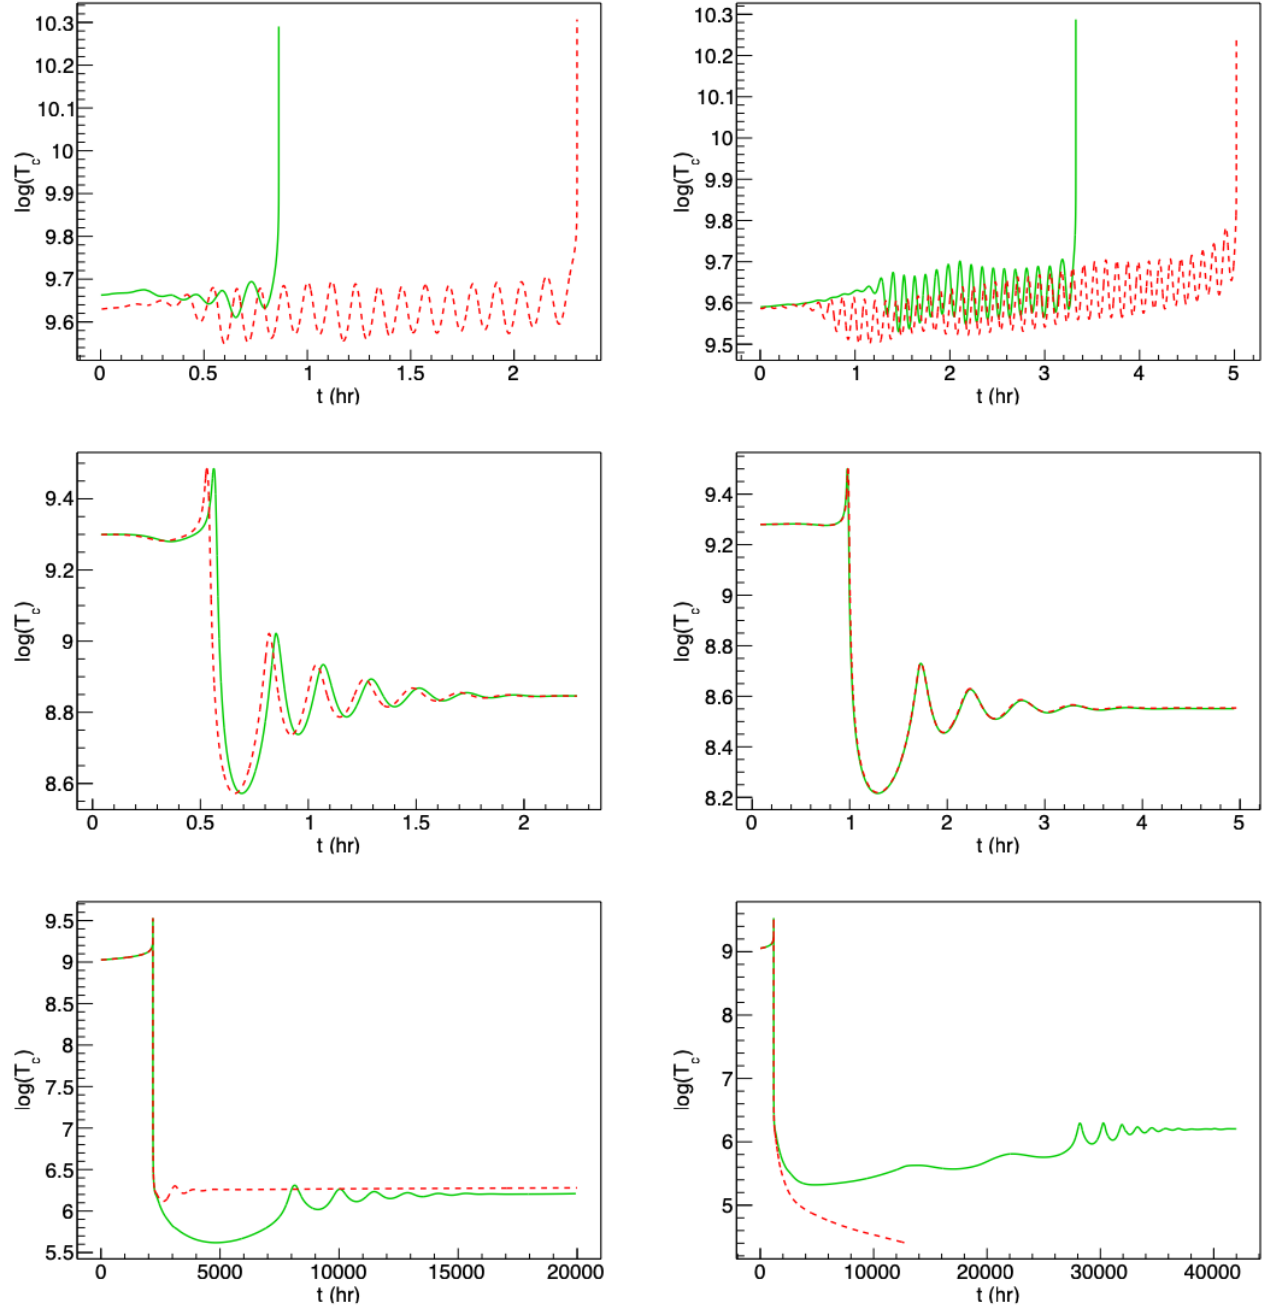 10.3
10.2
10.1
10
9.9
9.8
9.7
9.6
log(T_c)
0 0.5 1 1.5 2
t (hr)
10.3
10.2
10.1
10
9.9
9.8
9.7
9.6
9.5
log(T_c)
0 1 2 3 4 5
t (hr)
9.4
9.2
9
8.8
8.6
log(T_c)
0 0.5 1 1.5 2
t (hr)
9.4
9.2
9
8.8
8.6
8.4
8.2
log(T_c)
0 1 2 3 4 5
t (hr)
9.5
9
8.5
8
7.5
7
6.5
6
5.5
log(T_c)
0 5000 10000 15000 20000
t (hr)
9
8
7
6
5
log(T_c)
0 10000 20000 30000 40000
t (hr)